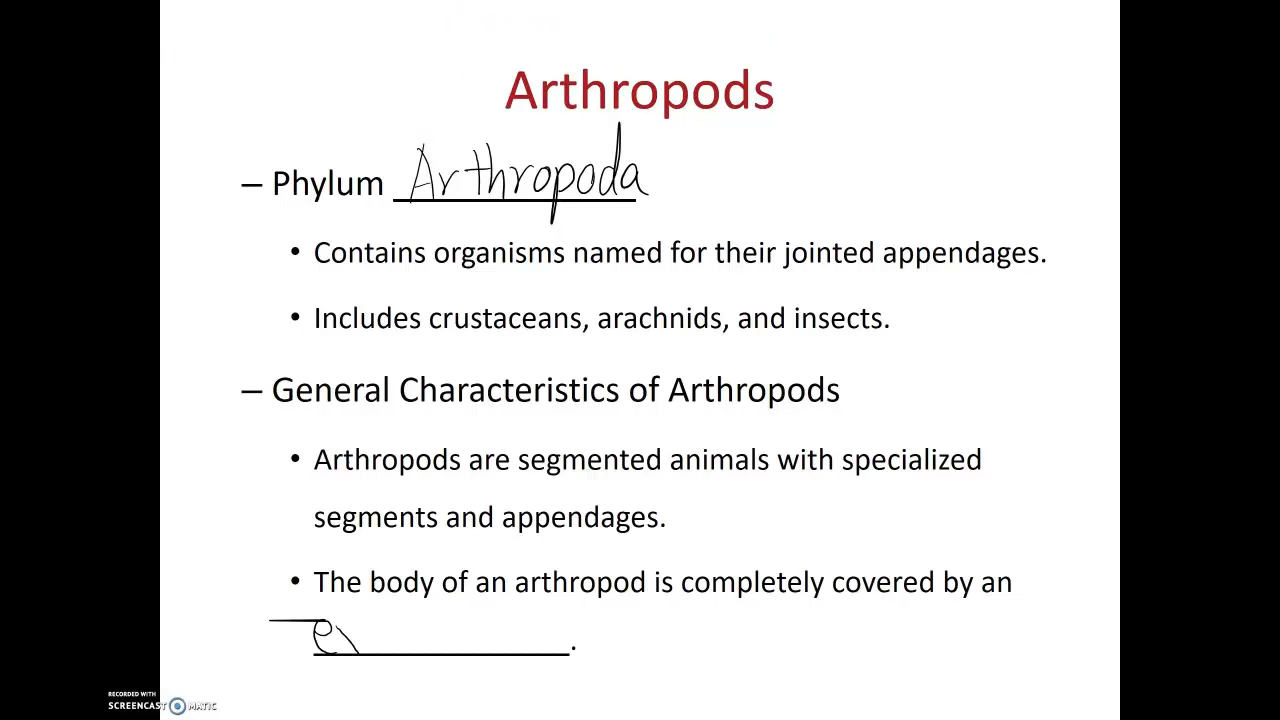 Arthropods
– Phylum Arthropoda
• Contains organisms named for their jointed appendages.
• Includes crustaceans, arachnids, and insects.
– General Characteristics of Arthropods
• Arthropods are segmented animals with specialized
segments and appendages.
• The body of an arthropod is completely covered by an
e\ .
RECORDED WITH
SCREENCAST MATIC